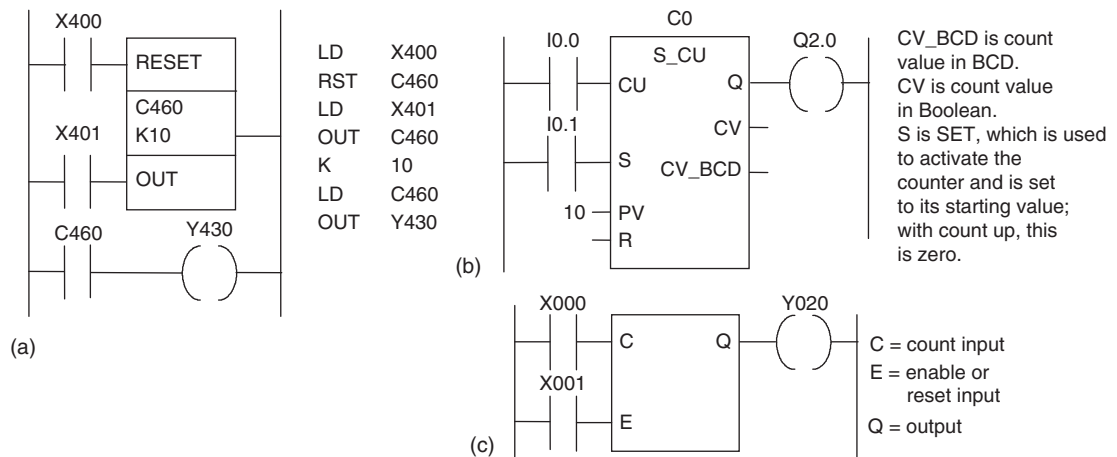 X400
RESET
C460
K10
X401
OUT
C460
Y430
(a)
LD X400
RST C460
LD X401
OUT C460
K 10
LD C460
OUT Y430
C0
I0.0
S_CU
Q2.0
CU
Q
I0.1
CV
S
CV_BCD
10
PV
R
(b)
CV_BCD is count
value in BCD.
CV is count value
in Boolean.
S is SET, which is used
to activate the
counter and is set
to its starting value;
with count up, this
is zero.
X000
Y020
C
Q
X001
E
(c)
C = count input
E = enable or
reset input
Q = output